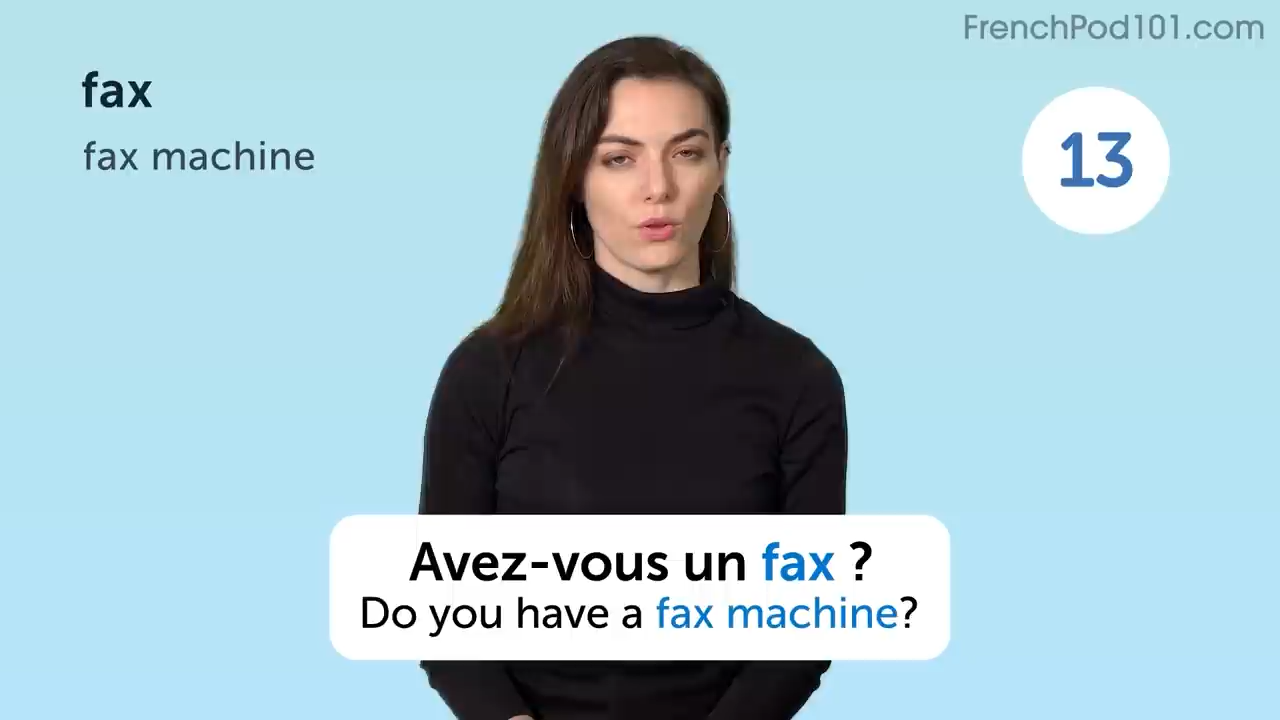 FrenchPod101.com
fax
fax machine
13
Avez-vous un fax ?
Do you have a fax machine?